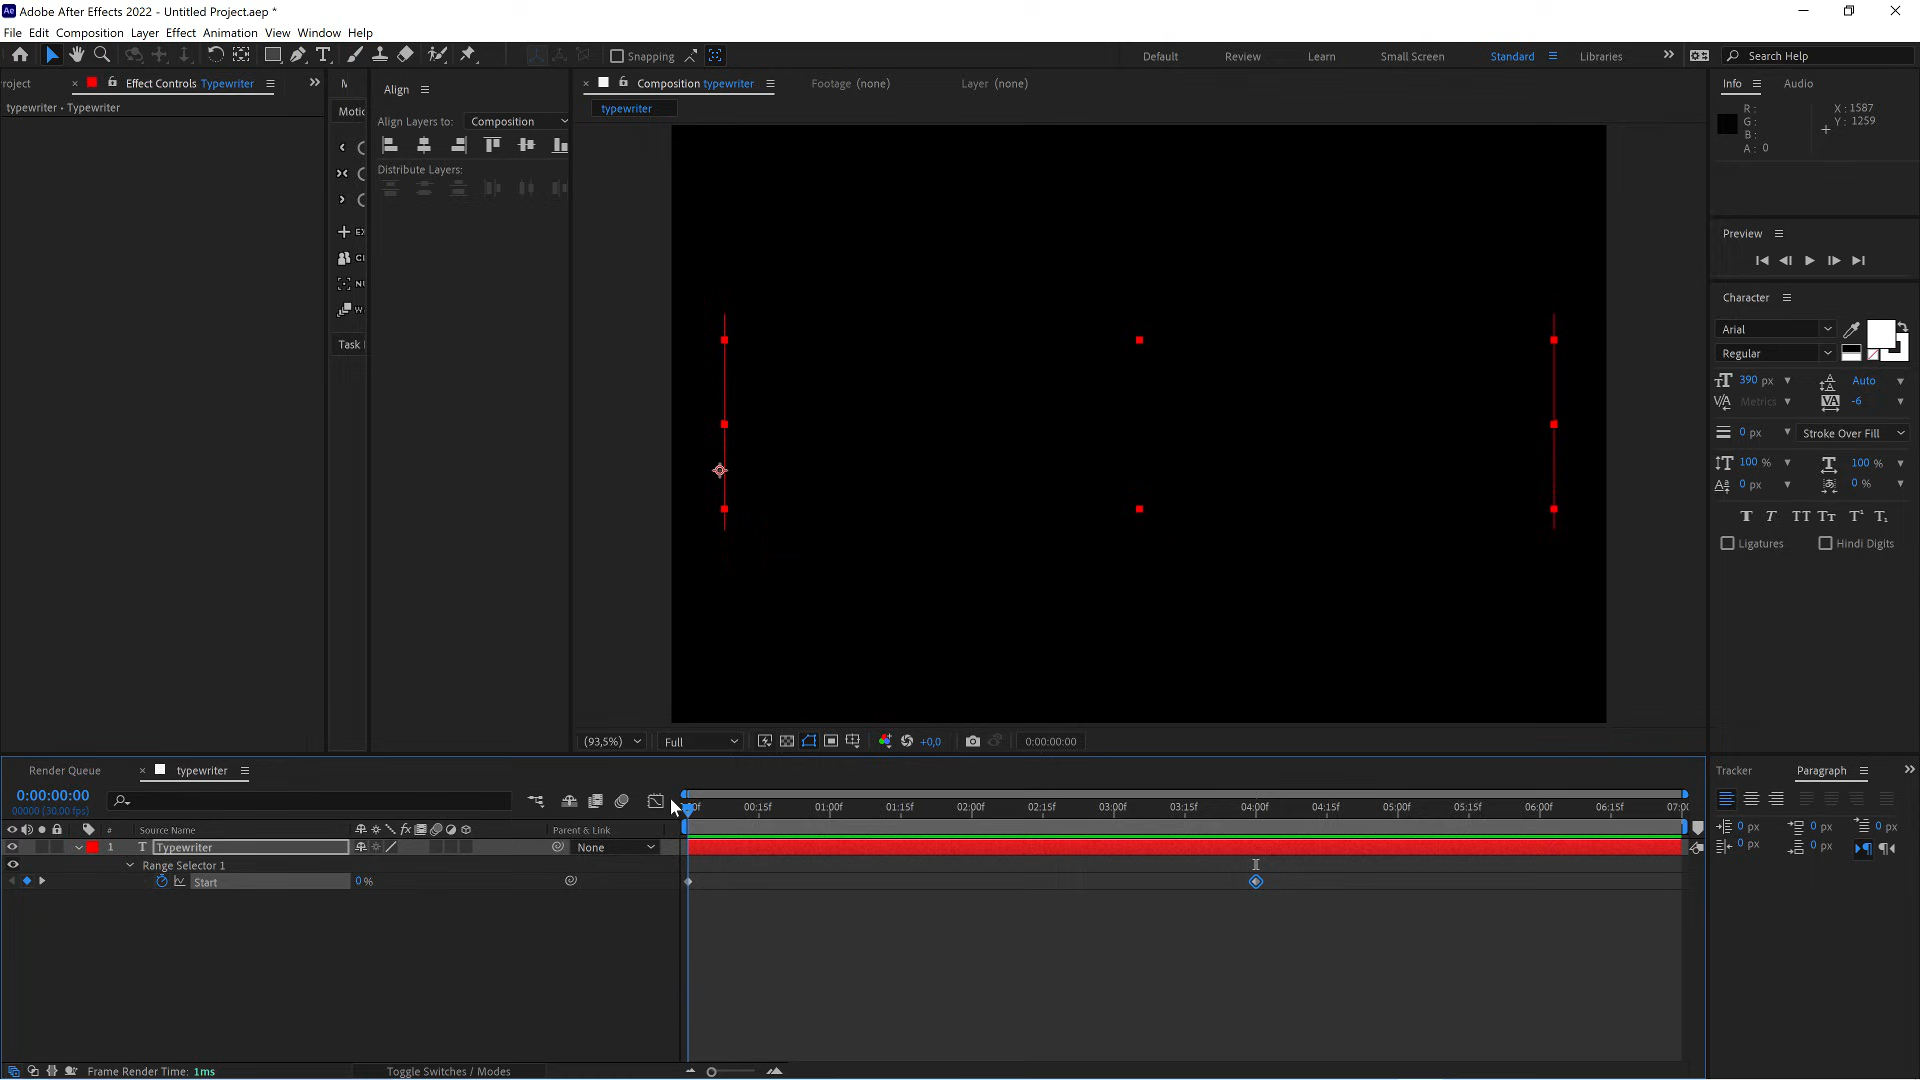 Adobe After Effects 2022 - Untitled Project.aep *
File Edit Composition Layer Effect Animation View Window Help
Snapping
Default Review Learn Small Screen Standard Libraries Search Help
roject Effect Controls Typewriter
typewriter • Typewriter
M
Motio
EX
CL
NU
W
Task
Align
Align Layers to: Composition
Distribute Layers:
Composition typewriter Footage (none) Layer (none)
typewriter
(93,5%) Full +0,0 0:00:00:00
Info Audio
R :
G :
B :
A : 0
X : 1587
Y : 1259
Preview
Character
Arial
Regular
390 px Auto
Metrics -6
0 px Stroke Over Fill
100 % 100 %
0 px 0 %
Ligatures Hindi Digits
Render Queue typewriter
0:00:00:00
00000 (30.00 fps)
:00f 00:15f 01:00f 01:15f 02:00f 02:15f 03:00f 03:15f 04:00f 04:15f 05:00f 05:15f 06:00f 06:15f 07:00
# Source Name Parent & Link
1 T Typewriter None
Range Selector 1
Start 0 %
Tracker Paragraph
0 px 0 px 0 px
0 px 0 px
Frame Render Time: 1ms Toggle Switches / Modes